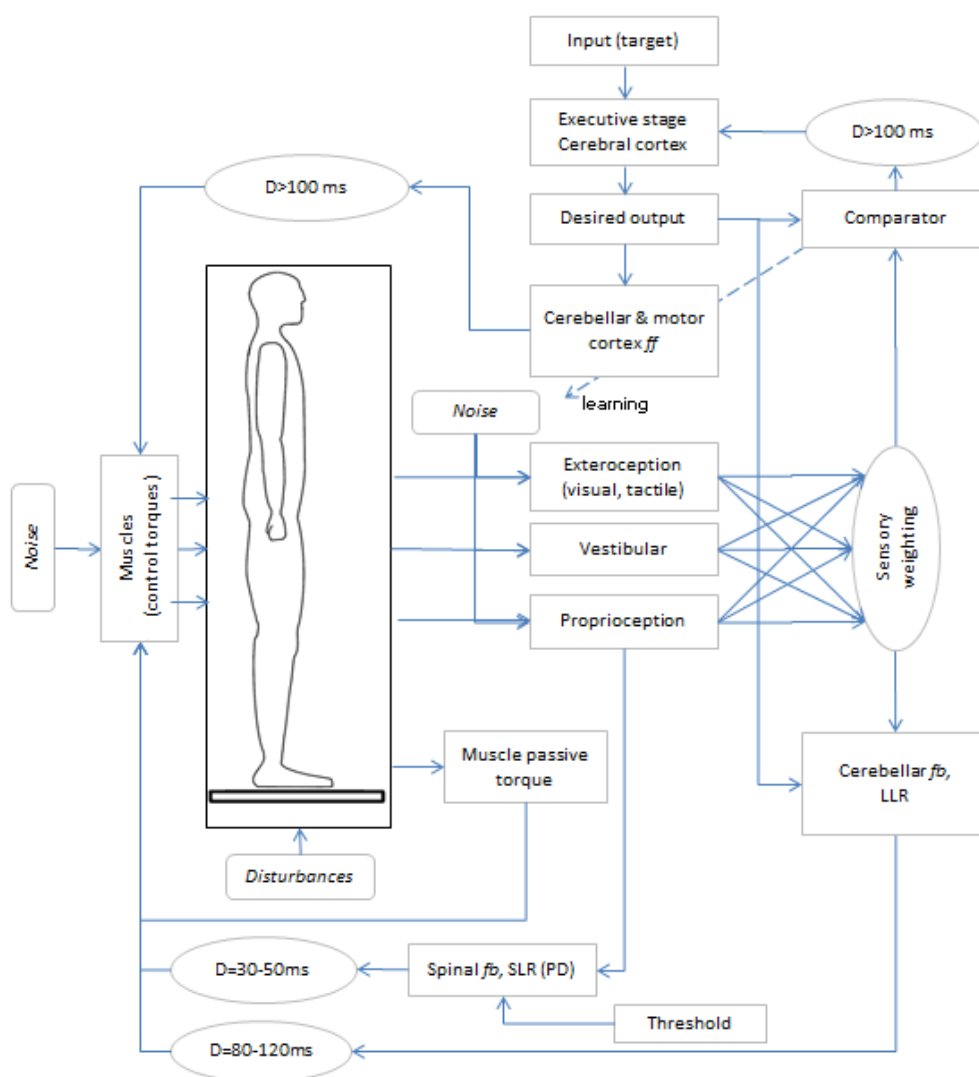 Input (target)
Executive stage
Cerebral cortex
D>100 ms
D>100 ms
Desired output
Comparator
Cerebellar & motor
cortex ff
learning
Noise
Exteroception
(visual, tactile)
Noise
Muscles
(control torques)
Vestibular
Sensory
weighting
Proprioception
Muscle passive
torque
Cerebellar fb,
LLR
Disturbances
D=30-50ms
Spinal fb, SLR (PD)
Threshold
D=80-120ms